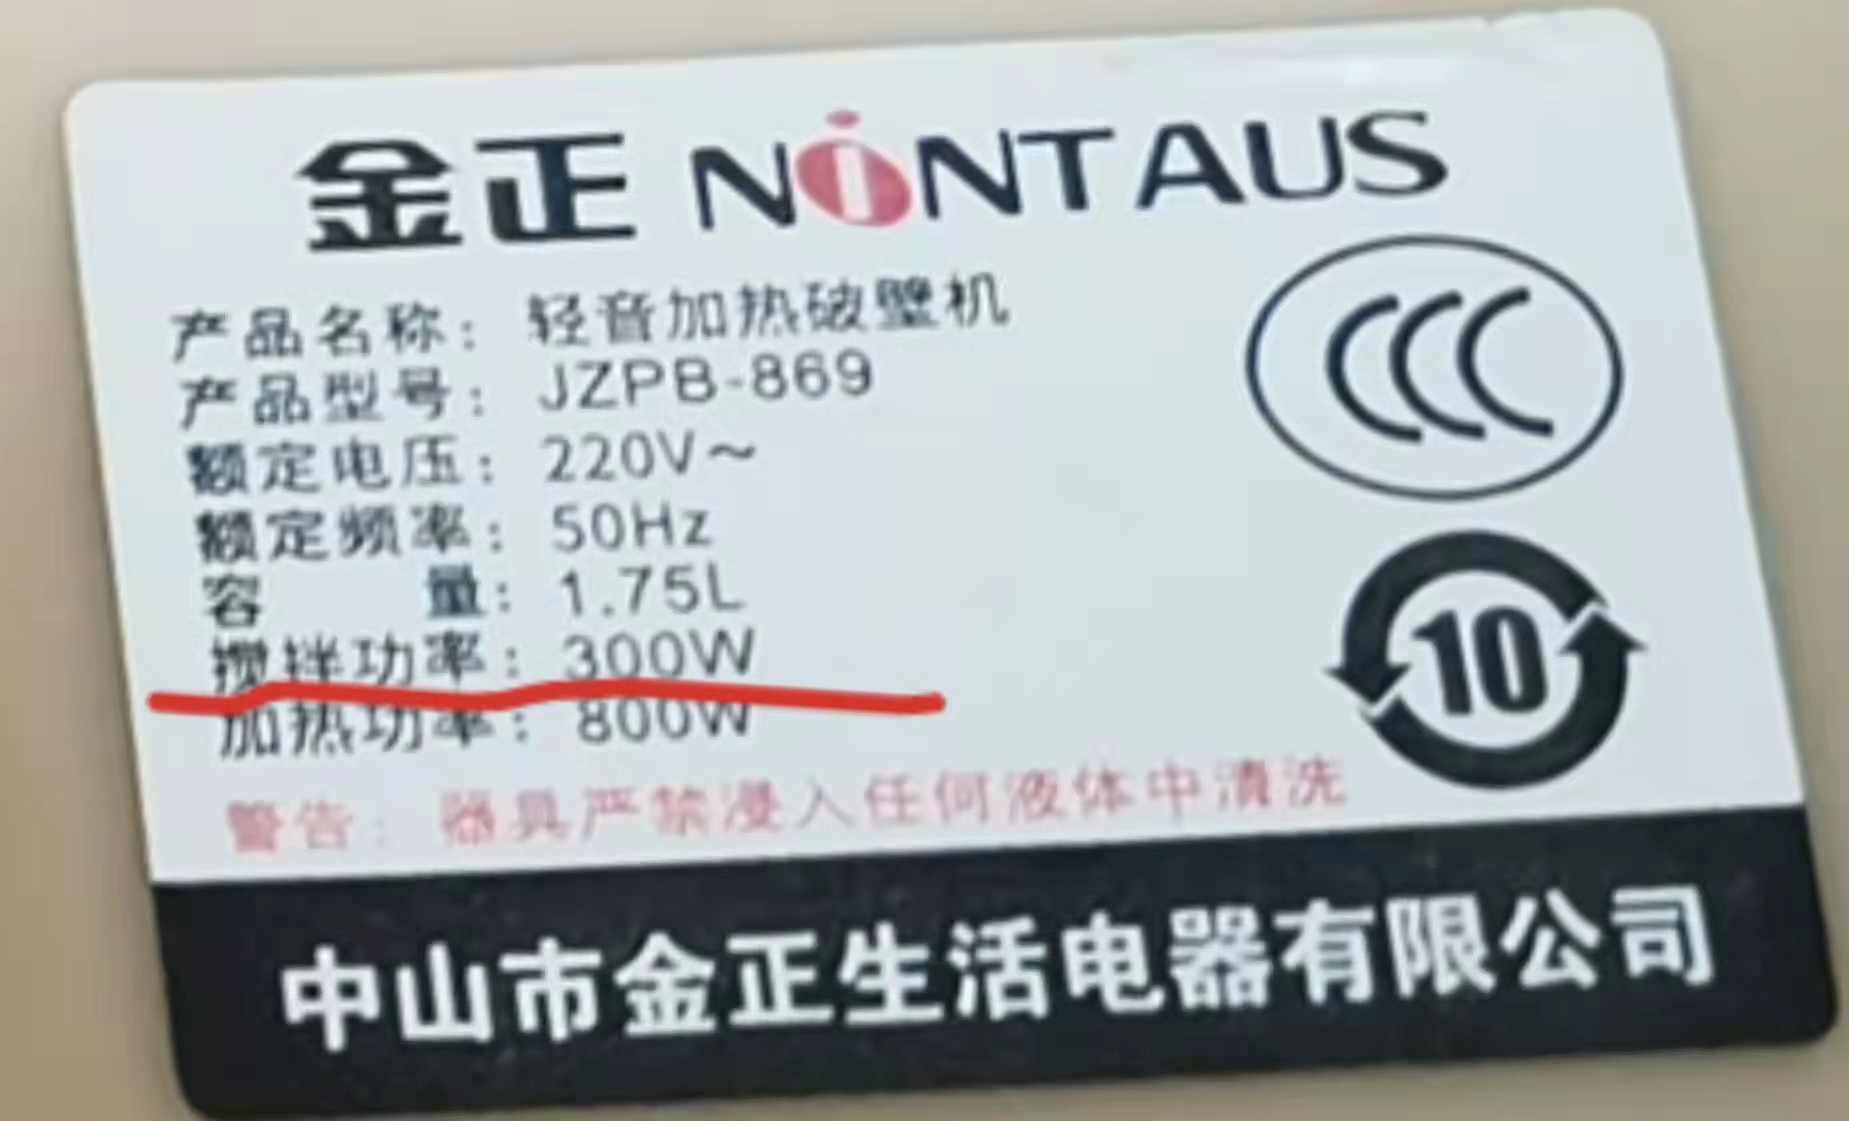 金正 NiNTAUS
产品名称：轻音加热破壁机
产品型号：JZPB-869
额定电压：220V～
额定频率：50Hz
容 量：1.75L
搅拌功率：300W
加热功率：800W
警告：器具严禁浸入任何液体中清洗
CCC
10
中山市金正生活电器有限公司